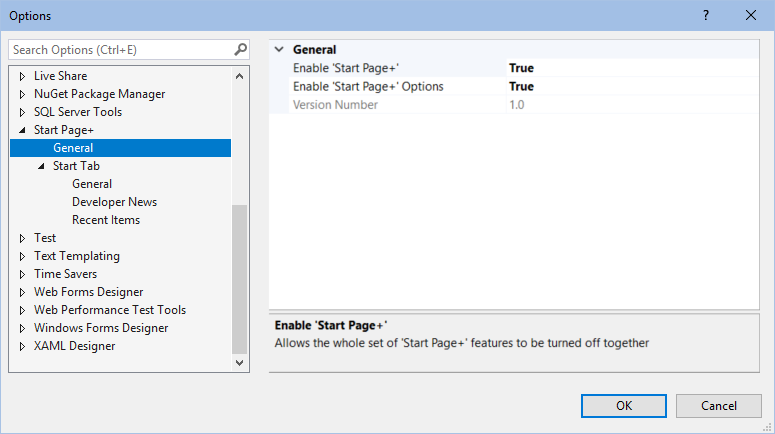 Options
?
Search Options (Ctrl+E)
Live Share
NuGet Package Manager
SQL Server Tools
Start Page+
General
Start Tab
General
Developer News
Recent Items
Test
Text Templating
Time Savers
Web Forms Designer
Web Performance Test Tools
Windows Forms Designer
XAML Designer
General
Enable 'Start Page+' True
Enable 'Start Page+' Options True
Version Number 1.0
Enable 'Start Page+'
Allows the whole set of 'Start Page+' features to be turned off together
OK Cancel